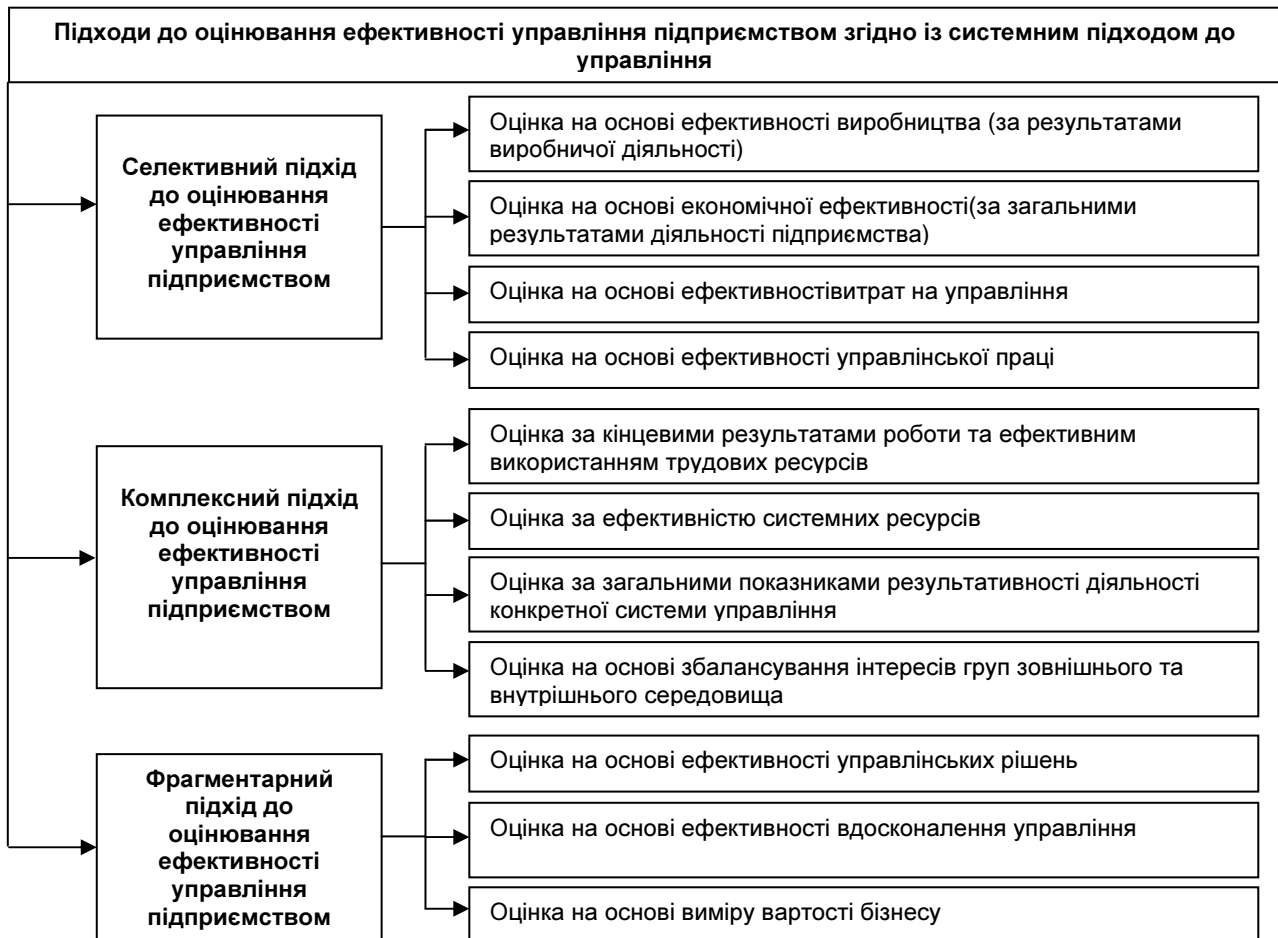 Підходи до оцінювання ефективності управління підприємством згідно із системним підходом до
управління
Селективний підхід
до оцінювання
ефективності
управління
підприємством
Оцінка на основі ефективності виробництва (за результатами
виробничої діяльності)
Оцінка на основі економічної ефективності(за загальними
результатами діяльності підприємства)
Оцінка на основі ефективностівитрат на управління
Оцінка на основі ефективності управлінської праці
Комплексний підхід
до оцінювання
ефективності
управління
підприємством
Оцінка за кінцевими результатами роботи та ефективним
використанням трудових ресурсів
Оцінка за ефективністю системних ресурсів
Оцінка за загальними показниками результативності діяльності
конкретної системи управління
Оцінка на основі збалансування інтересів груп зовнішнього та
внутрішнього середовища
Фрагментарний
підхід до
оцінювання
ефективності
управління
підприємством
Оцінка на основі ефективності управлінських рішень
Оцінка на основі ефективності вдосконалення управління
Оцінка на основі виміру вартості бізнесу